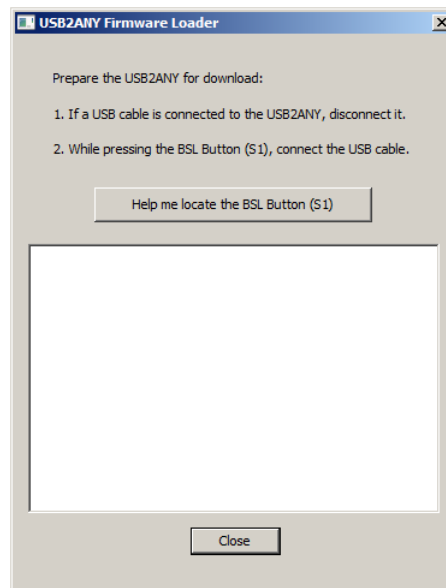 USB2ANY Firmware Loader
Prepare the USB2ANY for download:
1. If a USB cable is connected to the USB2ANY, disconnect it.
2. While pressing the BSL Button (S1), connect the USB cable.
Help me locate the BSL Button (S1)
Close